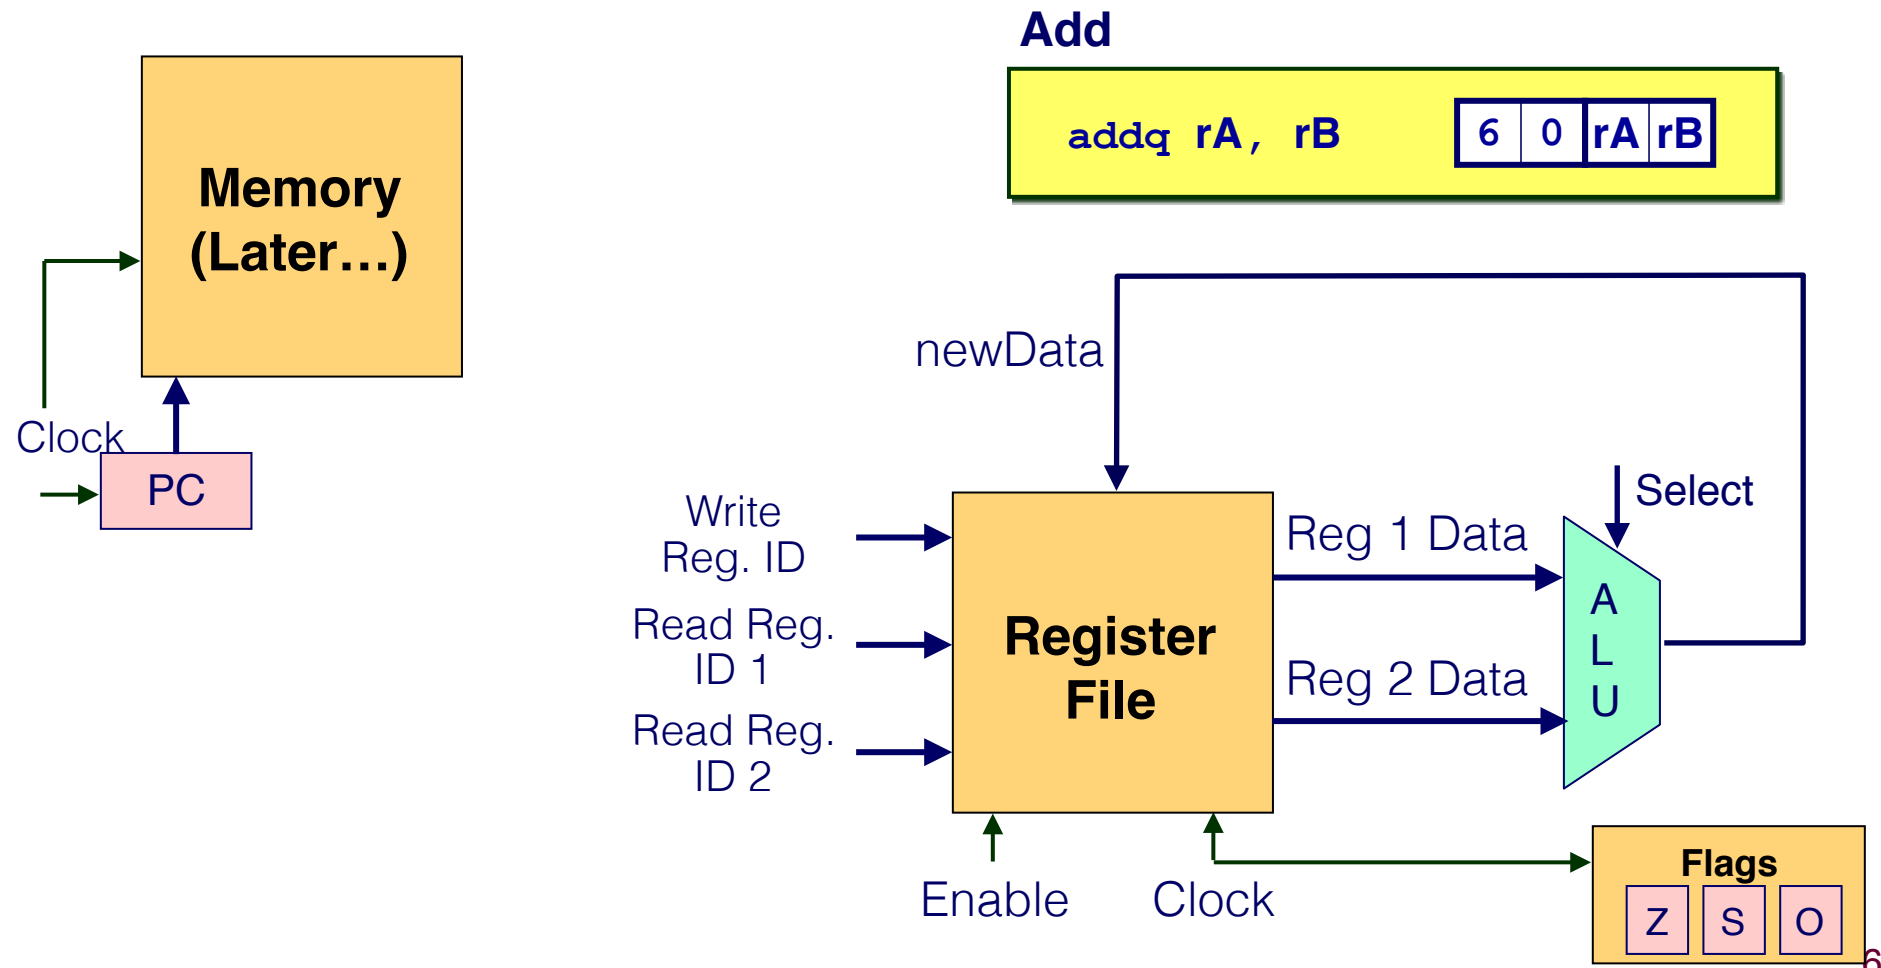 Add
addq rA, rB
6 0 rA rB
Memory
(Later…)
newData
Clock
PC
Write
Reg. ID
Read Reg.
ID 1
Read Reg.
ID 2
Register
File
Reg 1 Data
Reg 2 Data
Select
A
L
U
Enable
Clock
Flags
Z S O
6